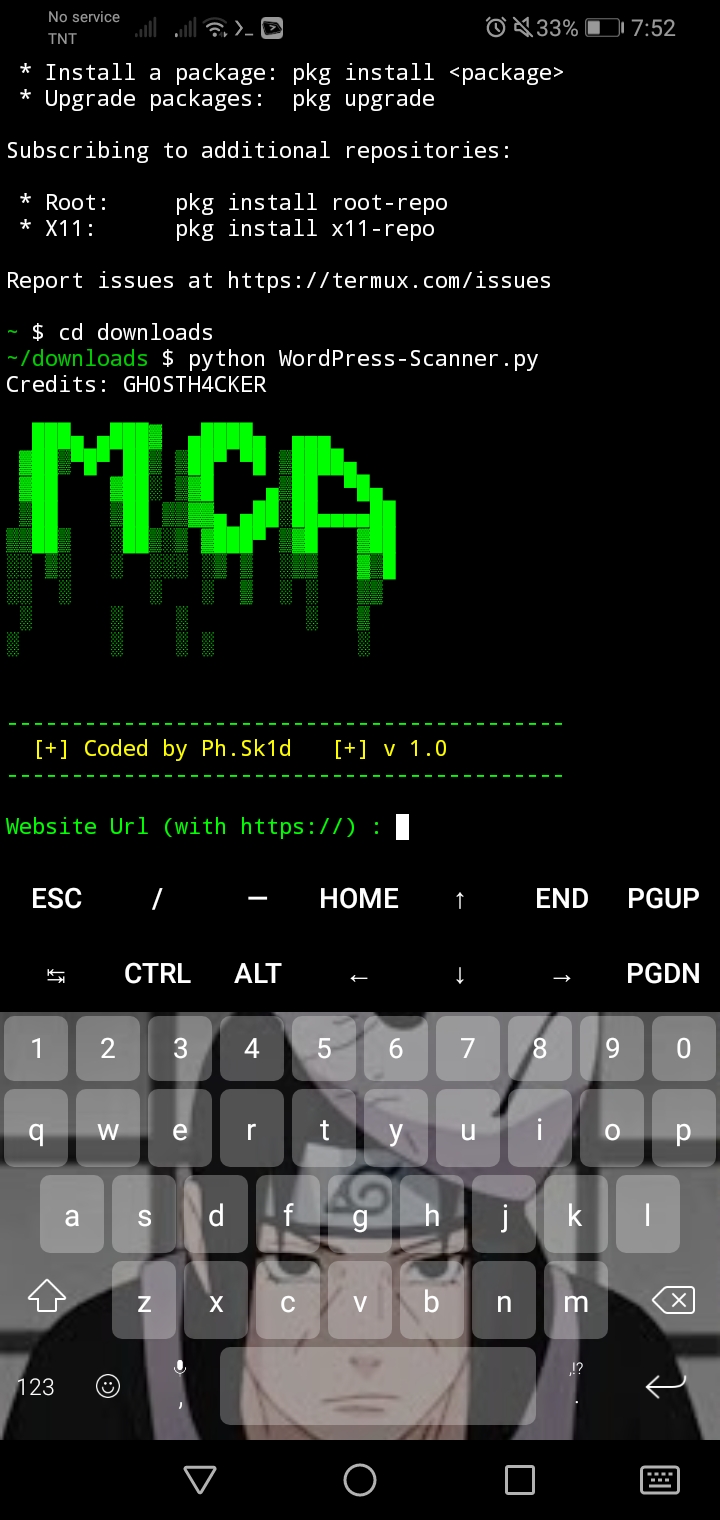 No service
TNT
33% 7:52
* Install a package: pkg install <package>
* Upgrade packages:  pkg upgrade
Subscribing to additional repositories:
* Root:     pkg install root-repo
* X11:      pkg install x11-repo
Report issues at https://termux.com/issues
~ $ cd downloads
~/downloads $ python WordPress-Scanner.py
Credits: GH0STH4CKER
MCA
----------------------------------------
[+] Coded by Ph.Sk1d   [+] v 1.0
----------------------------------------
Website Url (with https://) :
ESC / — HOME ↑ END PGUP
↹ CTRL ALT ← ↓ → PGDN
1 2 3 4 5 6 7 8 9 0
q w e r t y u i o p
a s d f g h j k l
z x c v b n m
123 , ,!? .